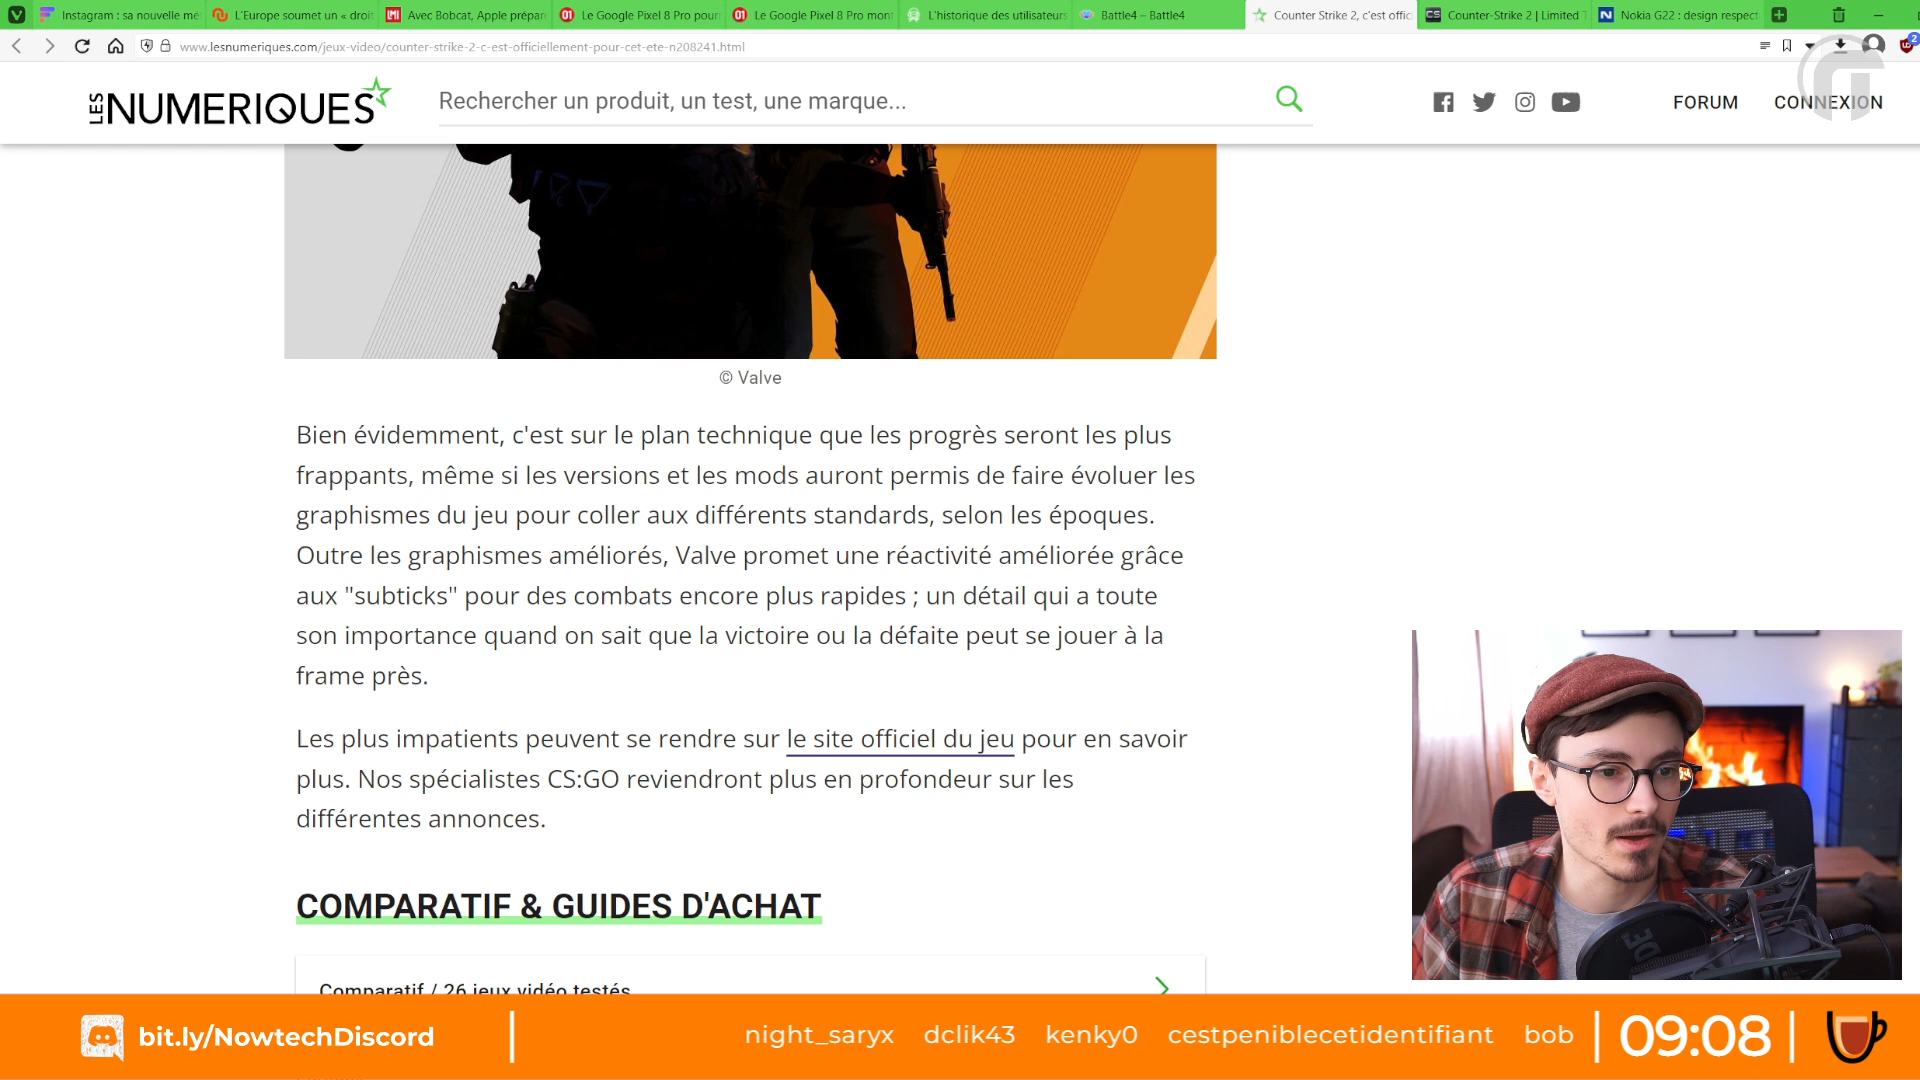 Instagram : sa nouvelle mé
L'Europe soumet un « droit
Avec Bobcat, Apple prépar
Le Google Pixel 8 Pro pour
Le Google Pixel 8 Pro mon
L'historique des utilisateurs
Battle4 – Battle4
Counter Strike 2, c'est offic
Counter-Strike 2 | Limited T
Nokia G22 : design respect
www.lesnumeriques.com/jeux-video/counter-strike-2-c-est-officiellement-pour-cet-ete-n208241.html
2
LES NUMERIQUES
Rechercher un produit, un test, une marque...
FORUM
CONNEXION
© Valve
Bien évidemment, c'est sur le plan technique que les progrès seront les plus
frappants, même si les versions et les mods auront permis de faire évoluer les
graphismes du jeu pour coller aux différents standards, selon les époques.
Outre les graphismes améliorés, Valve promet une réactivité améliorée grâce
aux "subticks" pour des combats encore plus rapides ; un détail qui a toute
son importance quand on sait que la victoire ou la défaite peut se jouer à la
frame près.
Les plus impatients peuvent se rendre sur le site officiel du jeu pour en savoir
plus. Nos spécialistes CS:GO reviendront plus en profondeur sur les
différentes annonces.
COMPARATIF & GUIDES D'ACHAT
Comparatif / 26 jeux vidéo testés
bit.ly/NowtechDiscord
night_saryx dclik43 kenky0 cestpeniblecetidentifiant bob
09:08